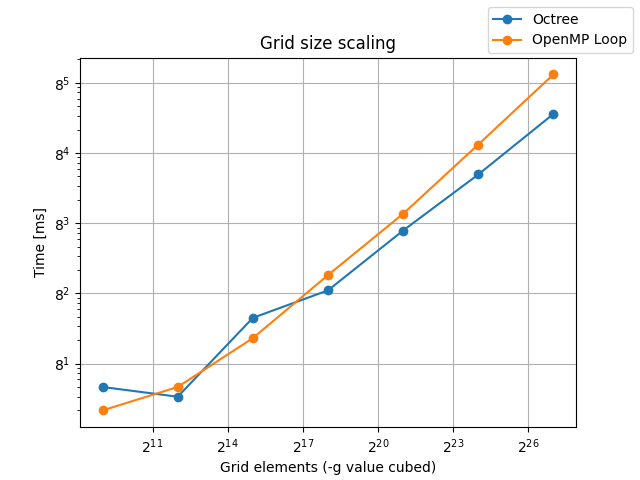 Octree
OpenMP Loop
Grid size scaling
8⁵
8⁴
8³
8²
8¹
Time [ms]
2¹¹
2¹⁴
2¹⁷
2²⁰
2²³
2²⁶
Grid elements (-g value cubed)